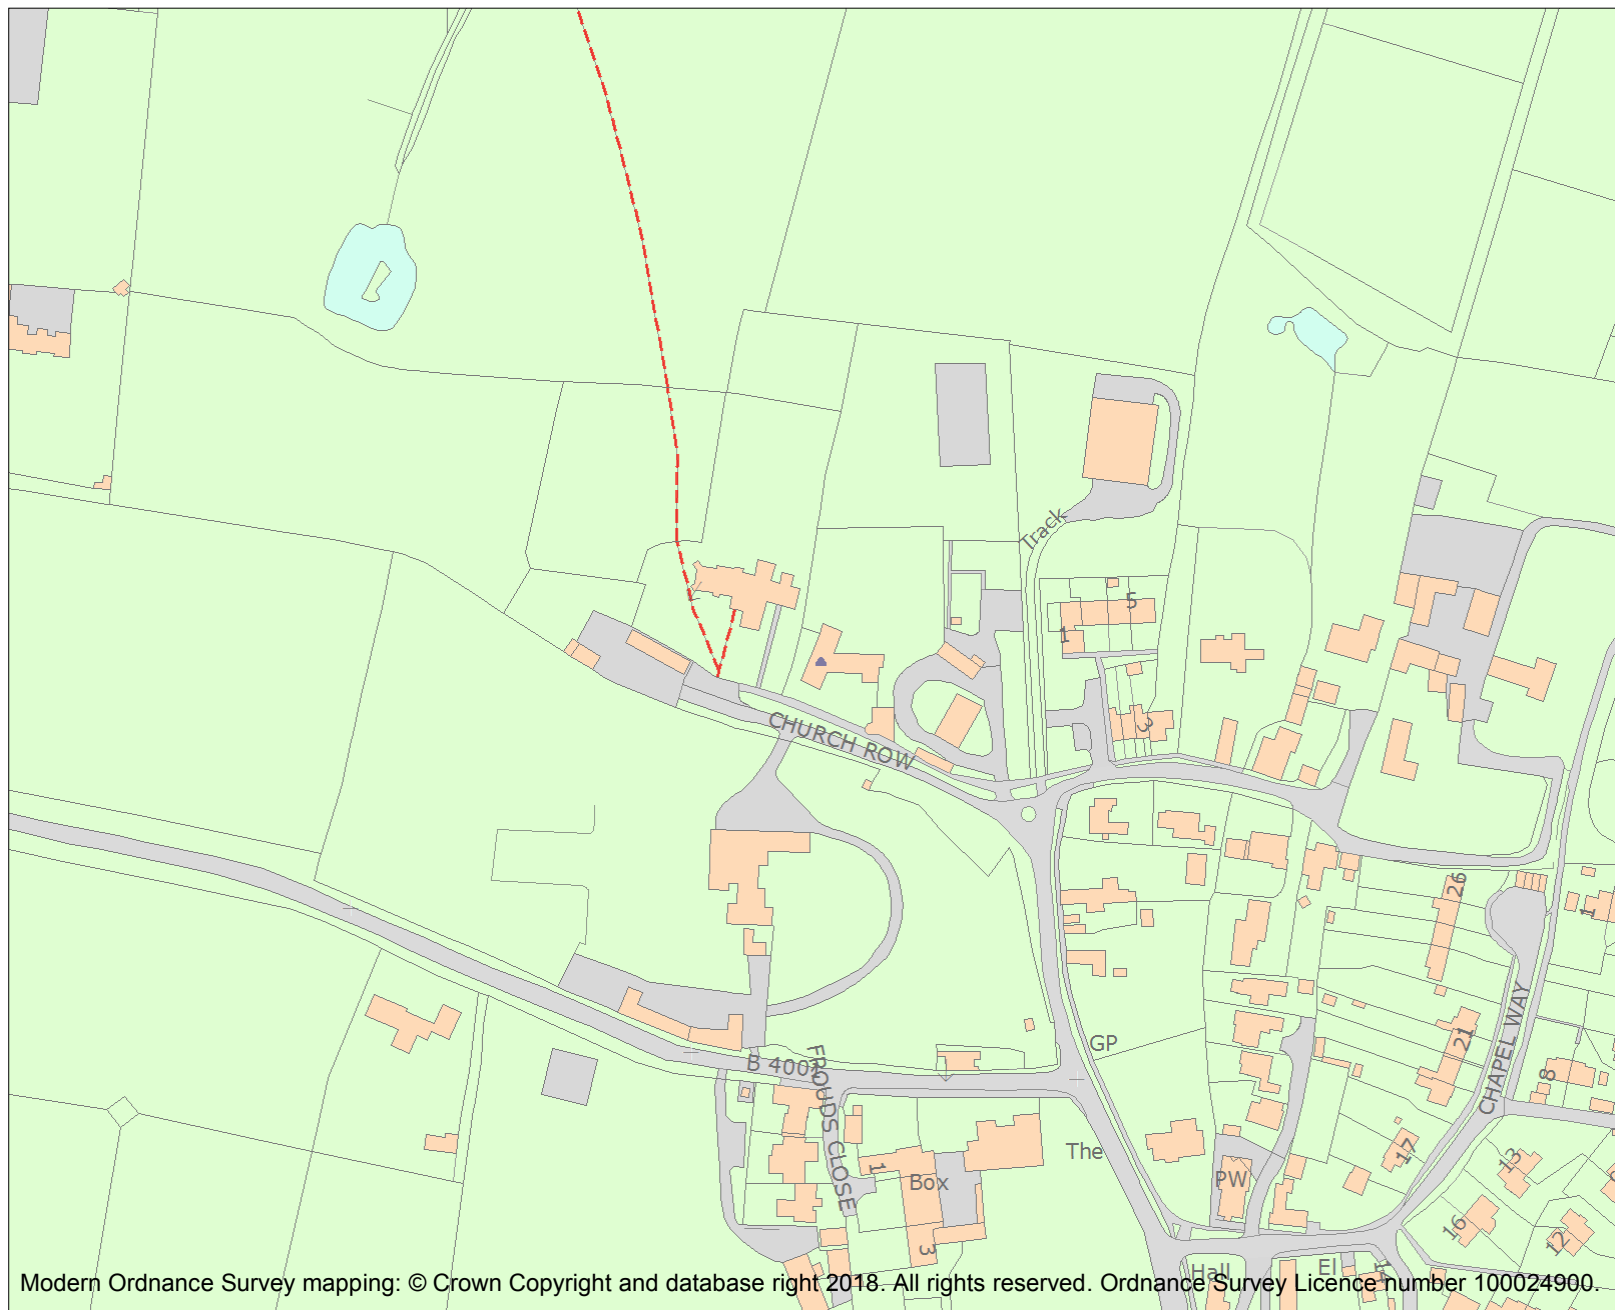 Track
5
1
3
CHURCH ROW
26
1
GP
CHAPEL WAY
21
8
B 4001
FROUDS CLOSE
The
17
13
1
Box
PW
16
12
3
Hall
El
14
Modern Ordnance Survey mapping: © Crown Copyright and database right 2018. All rights reserved. Ordnance Survey Licence number 100024900.